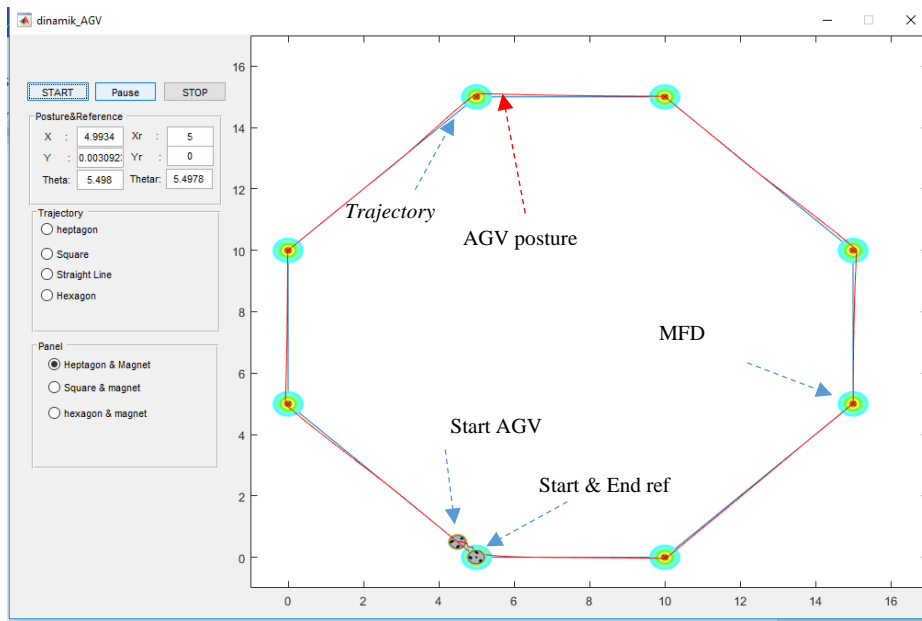 dinamik_AGV
START Pause STOP
Posture&Reference
X : 4.9934 Xr : 5
Y : 0.003092 Yr : 0
Theta: 5.498 Thetar: 5.4978
Trajectory
heptagon
Square
Straight Line
Hexagon
Panel
Heptagon & Magnet
Square & magnet
hexagon & magnet
16
14
12
10
8
6
4
2
0
0 2 4 6 8 10 12 14 16
Trajectory
AGV posture
MFD
Start AGV
Start & End ref